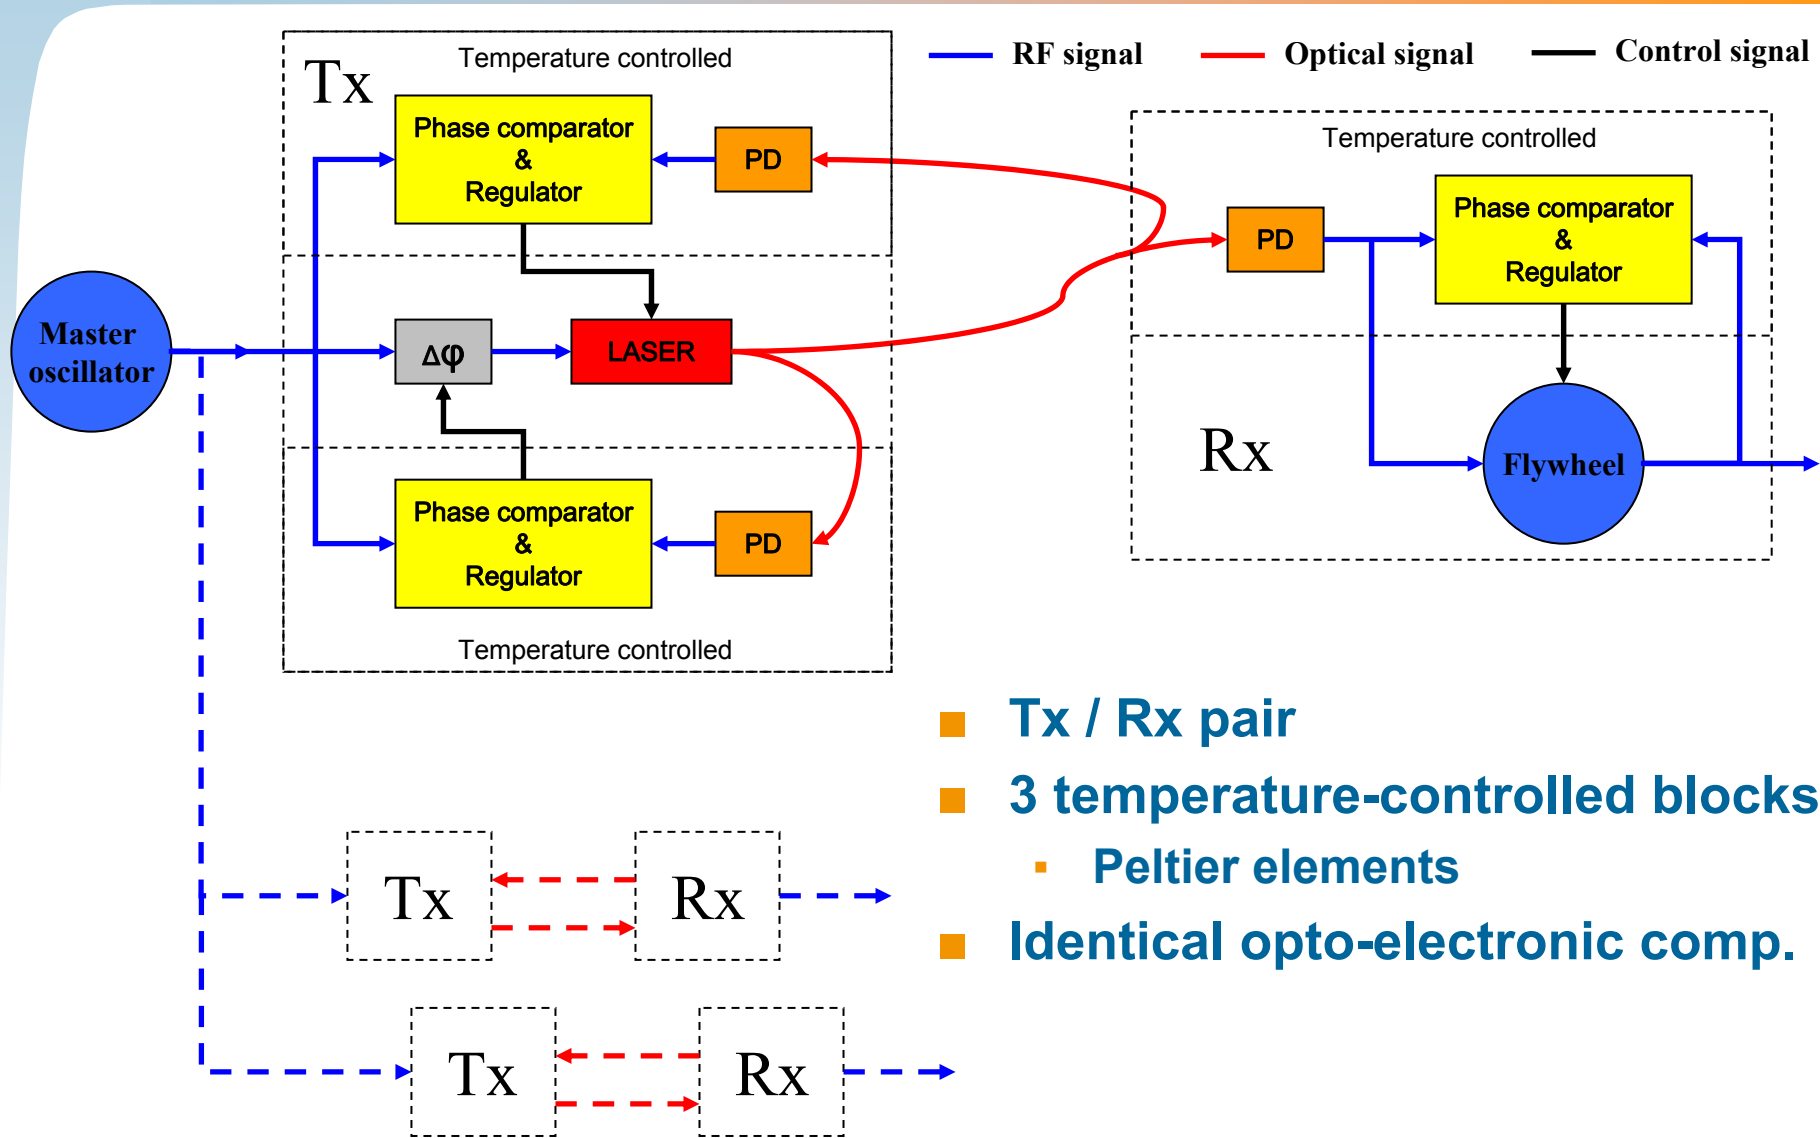 Tx
Temperature controlled
RF signal
Optical signal
Control signal
Phase comparator
&
Regulator
PD
Temperature controlled
PD
Phase comparator
&
Regulator
Master
oscillator
Δφ
LASER
Rx
Flywheel
Phase comparator
&
Regulator
PD
Temperature controlled
Tx / Rx pair
3 temperature-controlled blocks
Peltier elements
Identical opto-electronic comp.
Tx
Rx
Tx
Rx